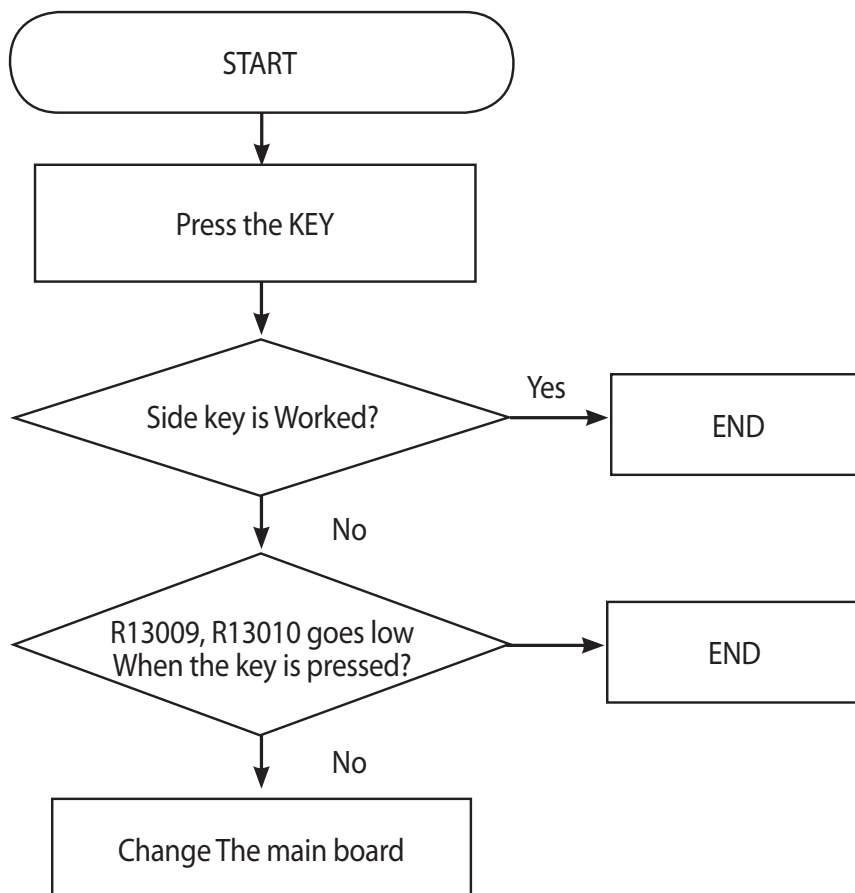 START
Press the KEY
Side key is Worked?
Yes
END
No
R13009, R13010 goes low
When the key is pressed?
END
No
Change The main board